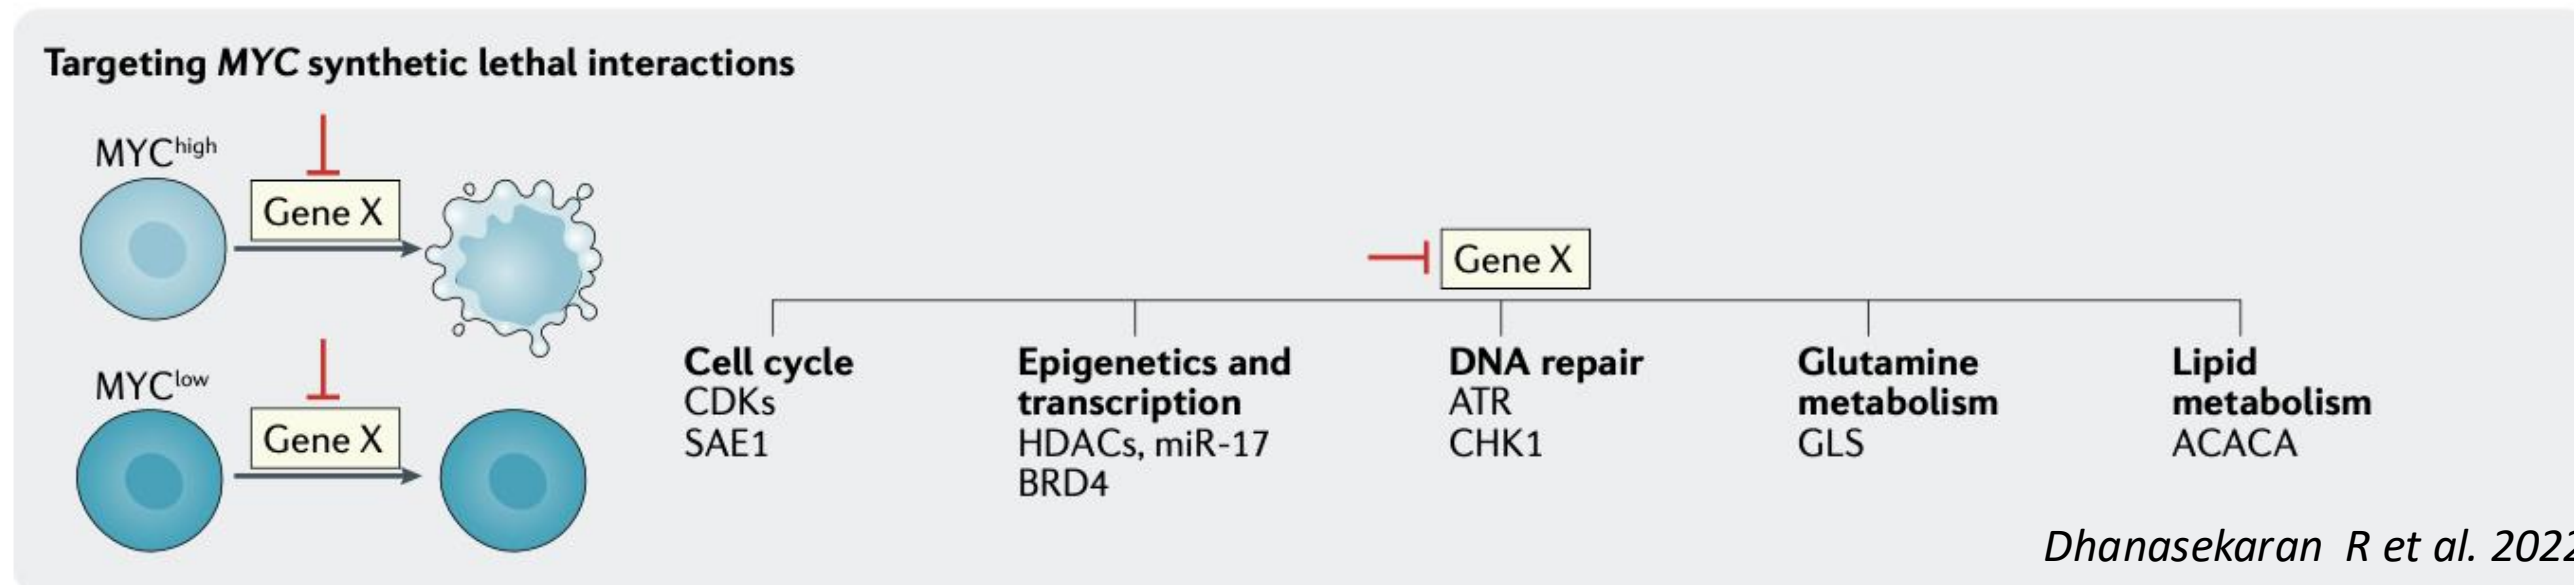 Targeting MYC synthetic lethal interactions
MYChigh
Gene X
MYClow
Gene X
Gene X
Cell cycle
CDKs
SAE1
Epigenetics and
transcription
HDACs, miR-17
BRD4
DNA repair
ATR
CHK1
Glutamine
metabolism
GLS
Lipid
metabolism
ACACA
Dhanasekaran R et al. 2022